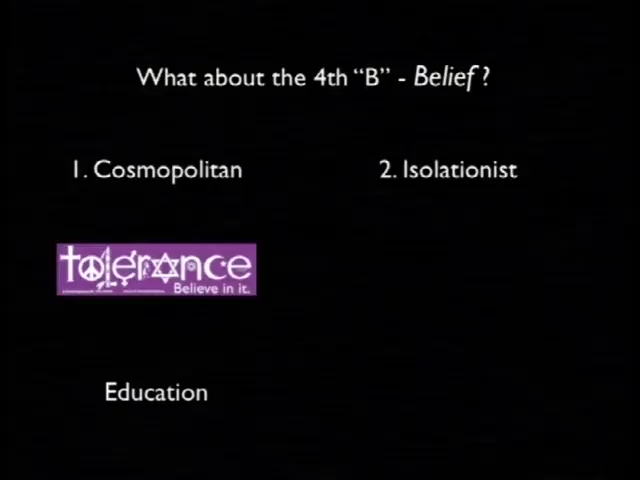 What about the 4th “B” - Belief?
1. Cosmopolitan
2. Isolationist
tolerance
Believe in it.
Education